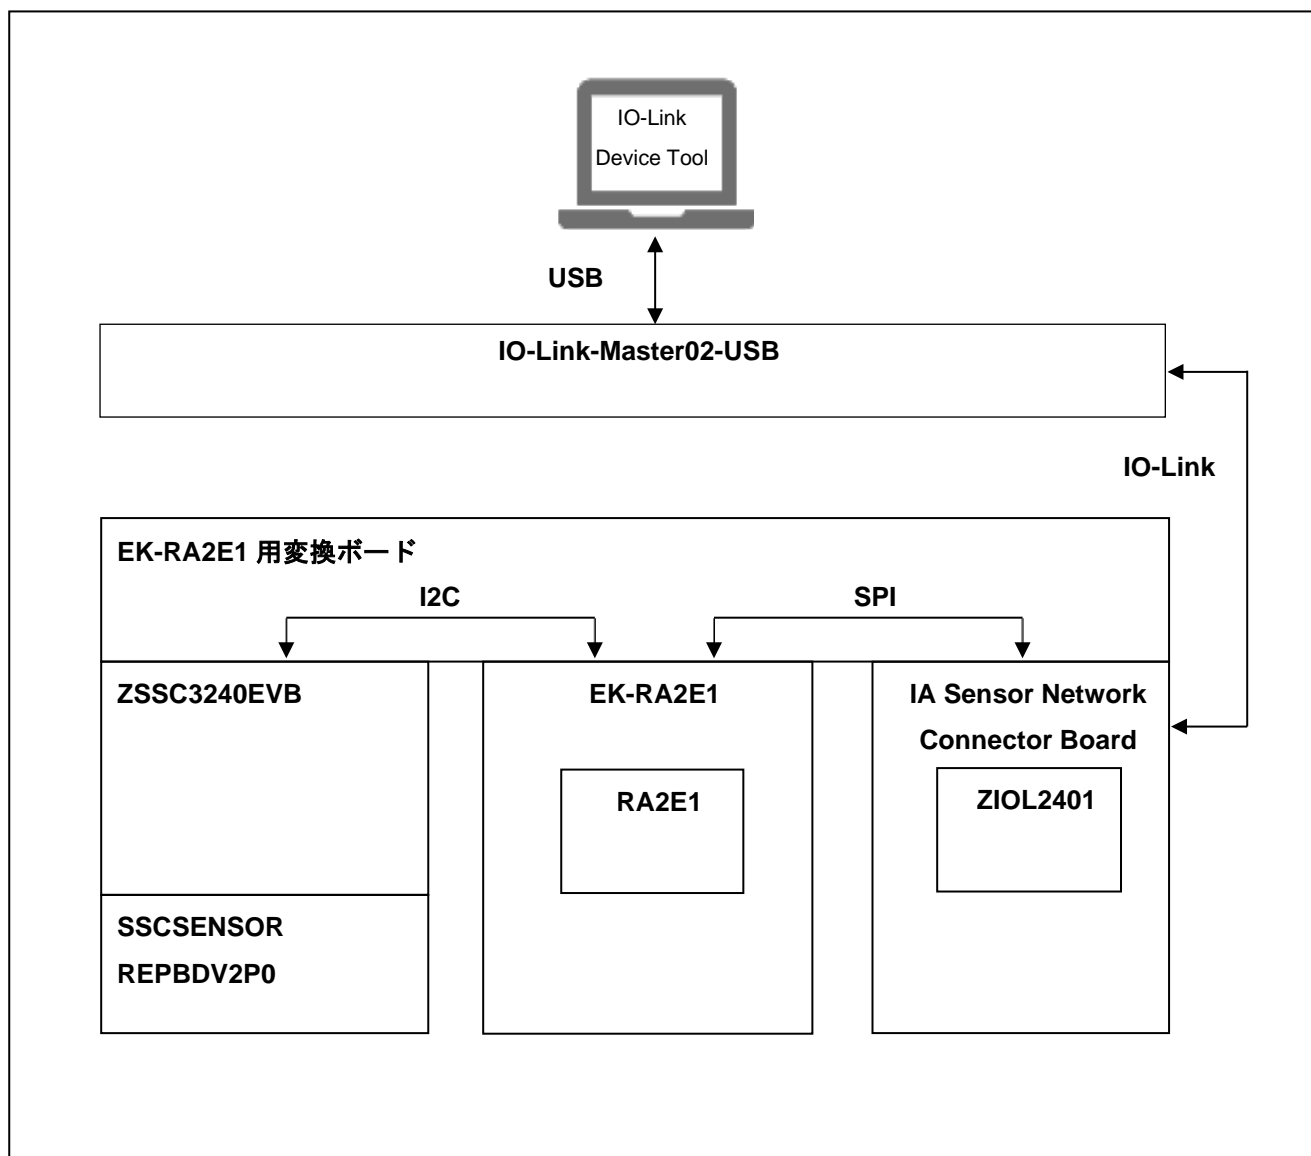 IO-Link
Device Tool
USB
IO-Link-Master02-USB
IO-Link
EK-RA2E1 用変換ボード
I2C
SPI
ZSSC3240EVB
EK-RA2E1
IA Sensor Network
Connector Board
RA2E1
ZIOL2401
SSCSENSOR
REPBDV2P0